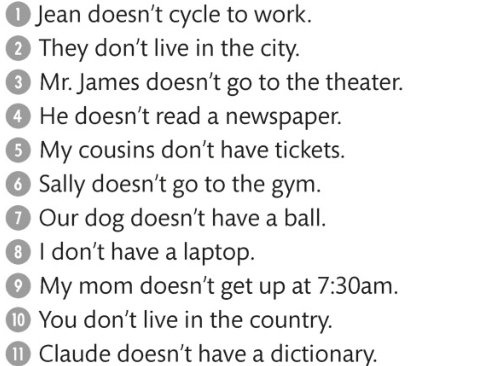 1 Jean doesn't cycle to work.
2 They don't live in the city.
3 Mr. James doesn't go to the theater.
4 He doesn't read a newspaper.
5 My cousins don't have tickets.
6 Sally doesn't go to the gym.
7 Our dog doesn't have a ball.
8 I don't have a laptop.
9 My mom doesn't get up at 7:30am.
10 You don't live in the country.
11 Claude doesn't have a dictionary.